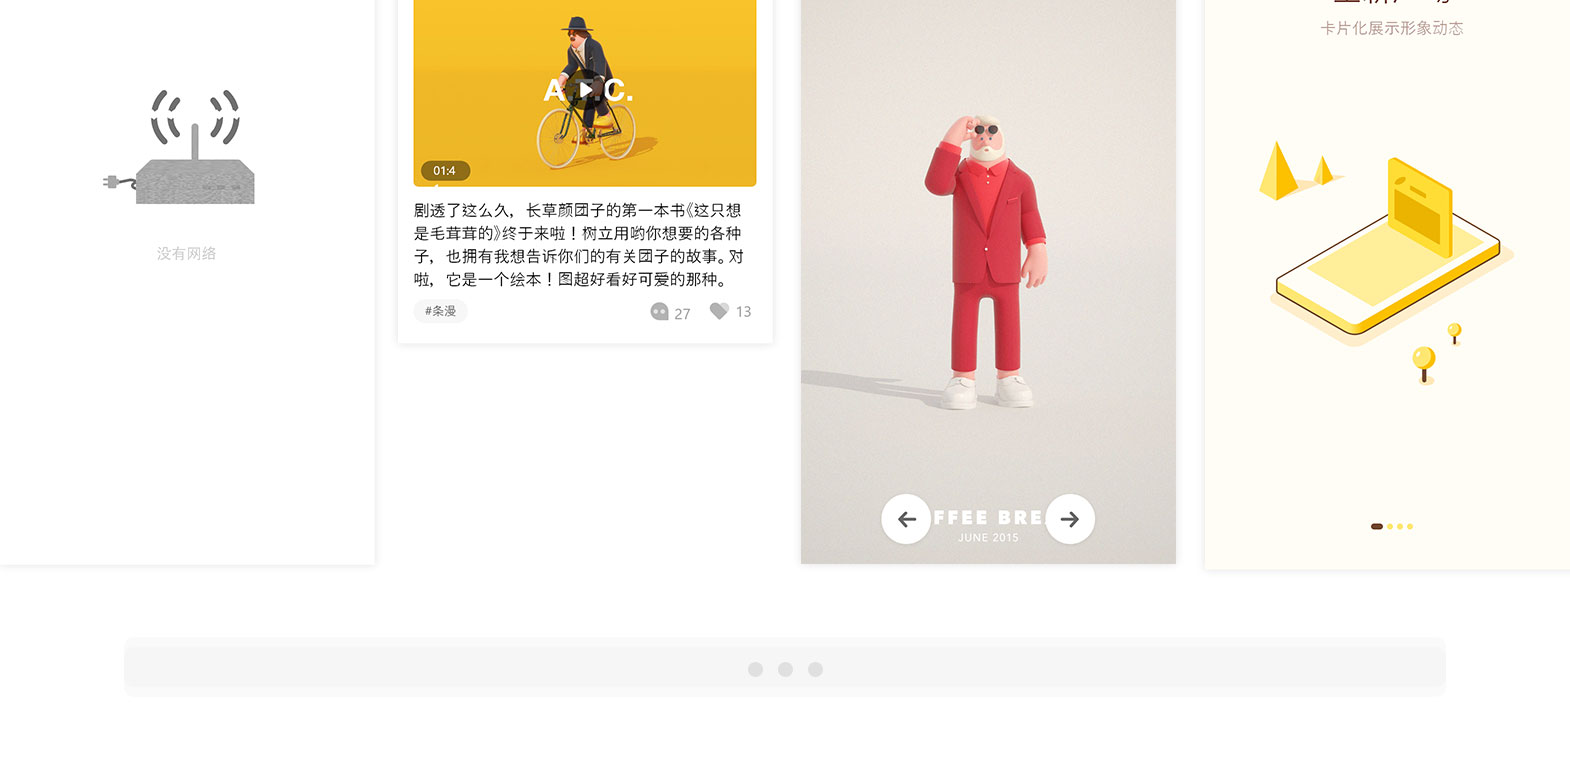 没有网络
A.T.C.
01:4
剧透了这么久，长草颜团子的第一本书《这只想
是毛茸茸的》终于来啦！树立用哟你想要的各种
子，也拥有我想告诉你们的有关团子的故事。对
啦，它是一个绘本！图超好看好可爱的那种。
#条漫
27
13
FFEE BRE
JUNE 2015
卡片化展示形象动态